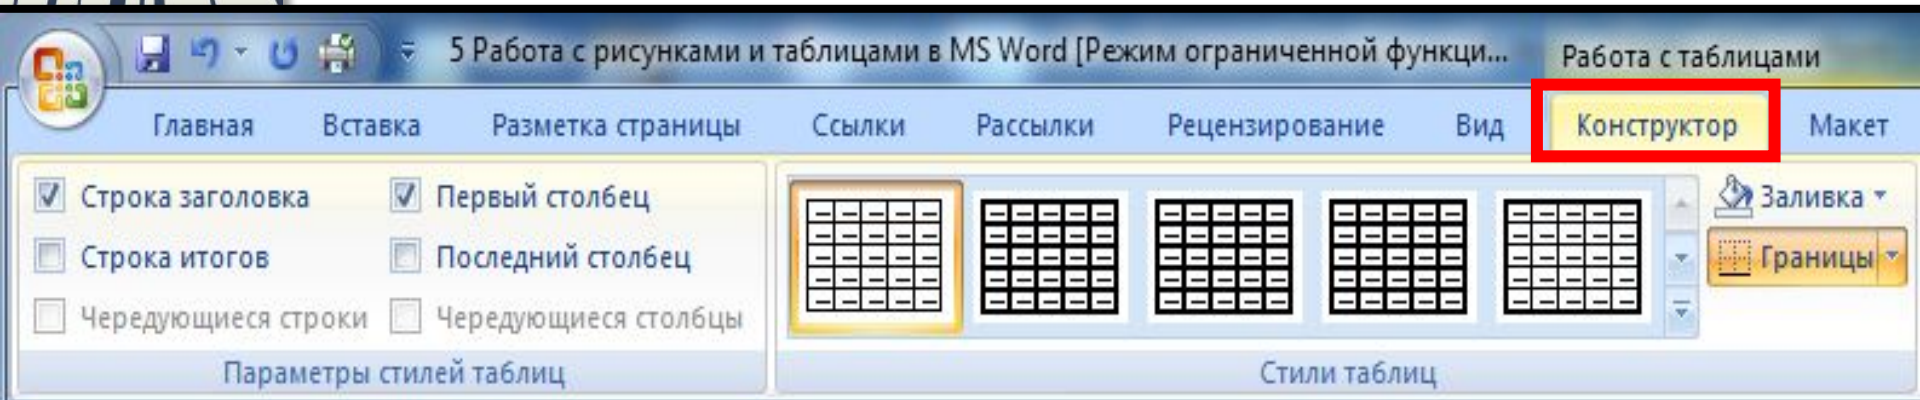 5 Работа с рисунками и таблицами в MS Word [Режим ограниченной функци... Работа с таблицами
Главная Вставка Разметка страницы Ссылки Рассылки Рецензирование Вид Конструктор Макет
Строка заголовка Первый столбец Заливка
Строка итогов Последний столбец Границы
Чередующиеся строки Чередующиеся столбцы
Параметры стилей таблиц Стили таблиц